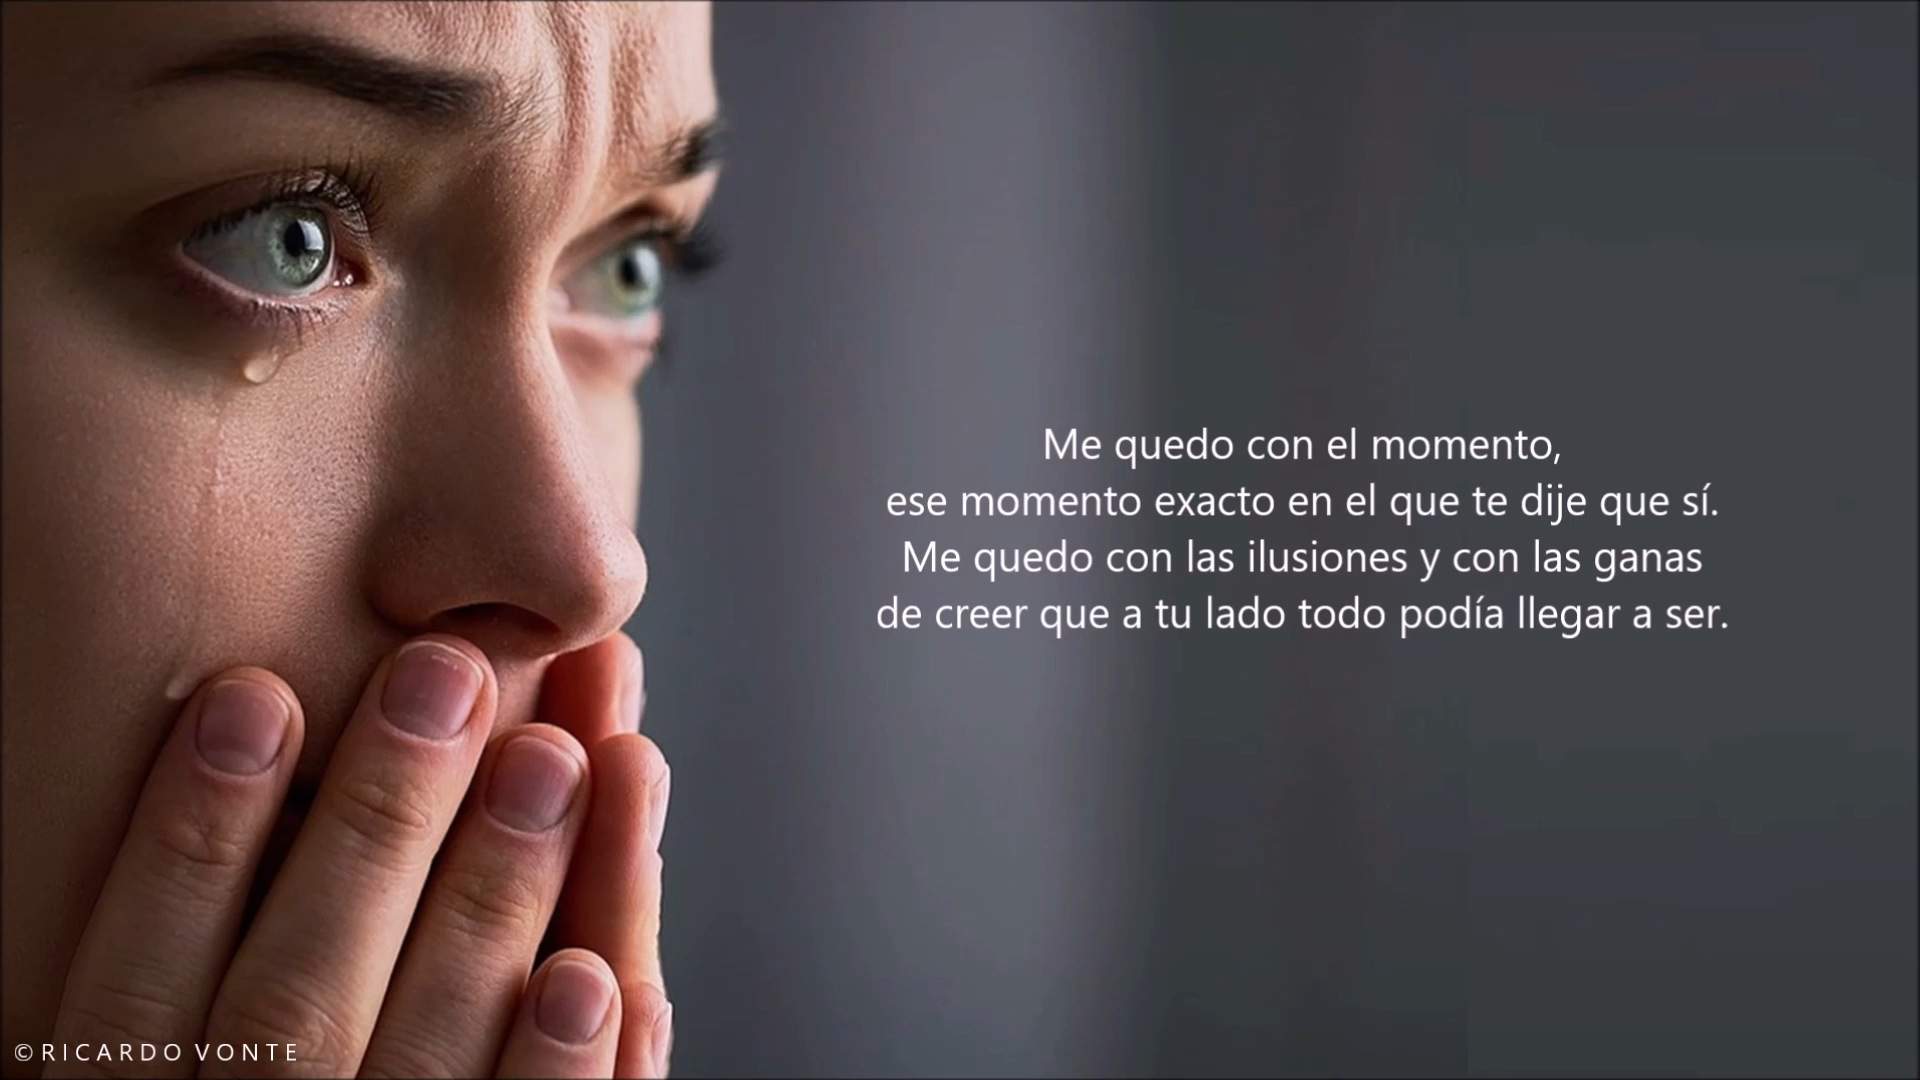 Me quedo con el momento,
ese momento exacto en el que te dije que sí.
Me quedo con las ilusiones y con las ganas
de creer que a tu lado todo podía llegar a ser.
© RICARDO VONTE